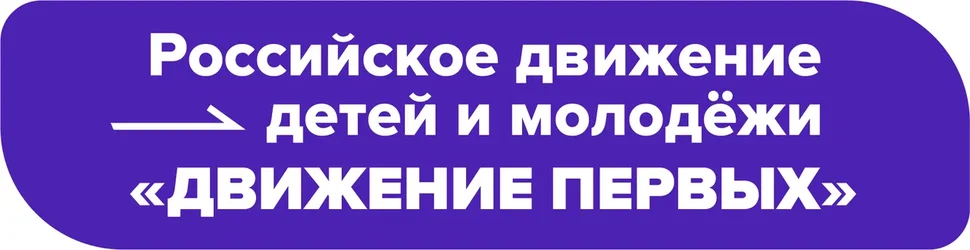 Российское движение
детей и молодёжи
«ДВИЖЕНИЕ ПЕРВЫХ»